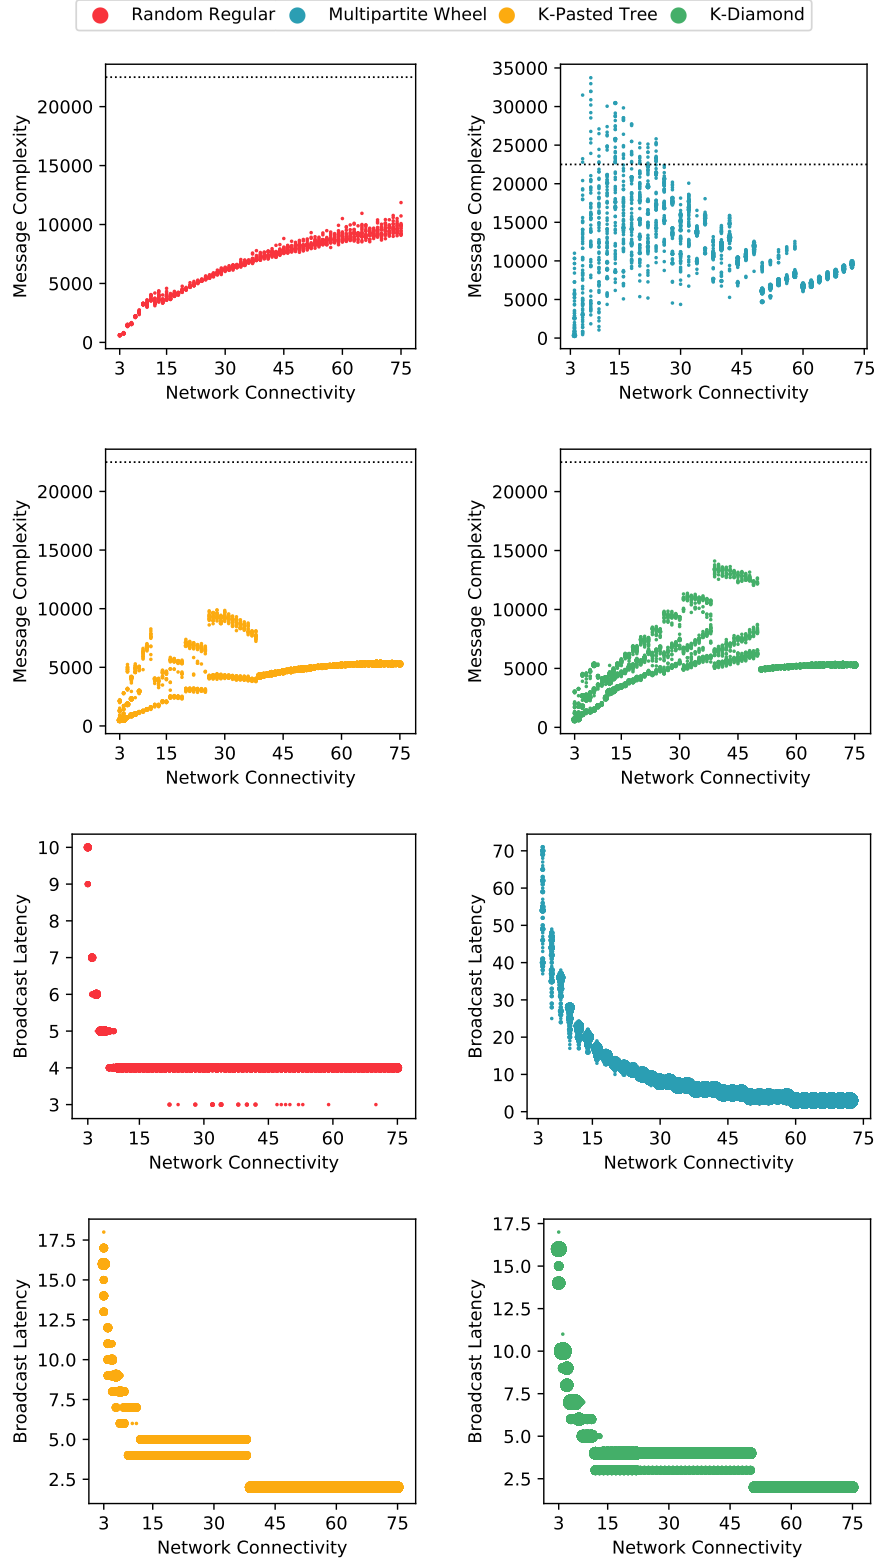 Random Regular Multipartite Wheel K-Pasted Tree K-Diamond
Message Complexity
20000
15000
10000
5000
0
3 15 30 45 60 75
Network Connectivity
Message Complexity
35000
30000
25000
20000
15000
10000
5000
0
3 15 30 45 60 75
Network Connectivity
Message Complexity
20000
15000
10000
5000
0
3 15 30 45 60 75
Network Connectivity
Message Complexity
20000
15000
10000
5000
0
3 15 30 45 60 75
Network Connectivity
Broadcast Latency
10
9
8
7
6
5
4
3
3 15 30 45 60 75
Network Connectivity
Broadcast Latency
70
60
50
40
30
20
10
0
3 15 30 45 60 75
Network Connectivity
Broadcast Latency
17.5
15.0
12.5
10.0
7.5
5.0
2.5
3 15 30 45 60 75
Network Connectivity
Broadcast Latency
17.5
15.0
12.5
10.0
7.5
5.0
2.5
3 15 30 45 60 75
Network Connectivity